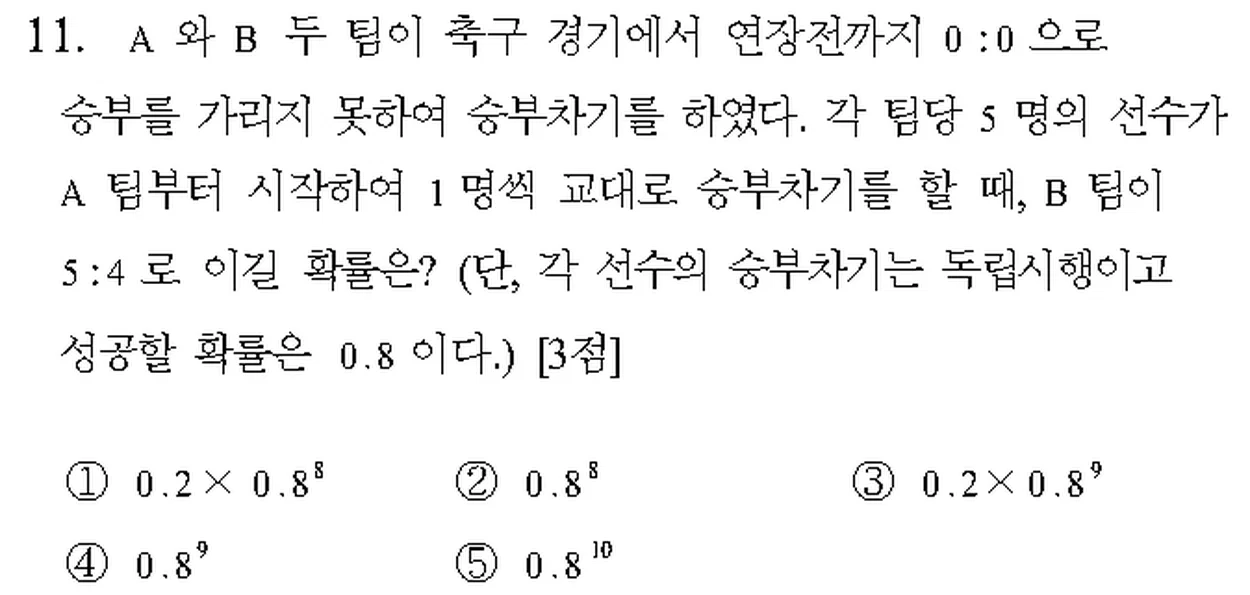 11. A 와 B 두 팀이 축구 경기에서 연장전까지 0 : 0 으로
승부를 가리지 못하여 승부차기를 하였다. 각 팀당 5 명의 선수가
A 팀부터 시작하여 1 명씩 교대로 승부차기를 할 때, B 팀이
5 : 4 로 이길 확률은? (단, 각 선수의 승부차기는 독립시행이고
성공할 확률은 0.8 이다.) [3점]
① 0.2 × 0.8⁸ ② 0.8⁸ ③ 0.2 × 0.8⁹
④ 0.8⁹ ⑤ 0.8¹⁰